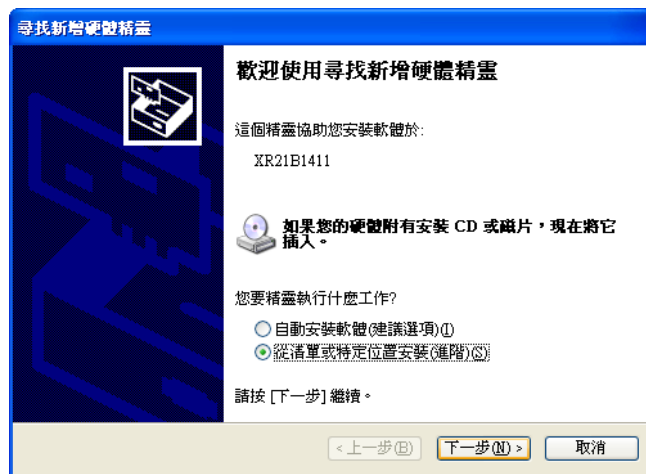 尋找新增硬體精靈
歡迎使用尋找新增硬體精靈
這個精靈協助您安裝軟體於:
XR21B1411
如果您的硬體附有安裝 CD 或磁片，現在將它
插入。
您要精靈執行什麼工作?
自動安裝軟體(建議選項)(I)
從清單或特定位置安裝(進階)(S)
請按 [下一步] 繼續。
<上一步(B)
下一步(N) >
取消